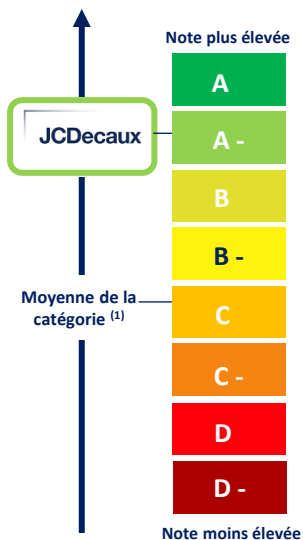 Note plus élevée
A
JCDecaux
A -
B
B -
Moyenne de la
catégorie (1)
C
C -
D
D -
Note moins élevée